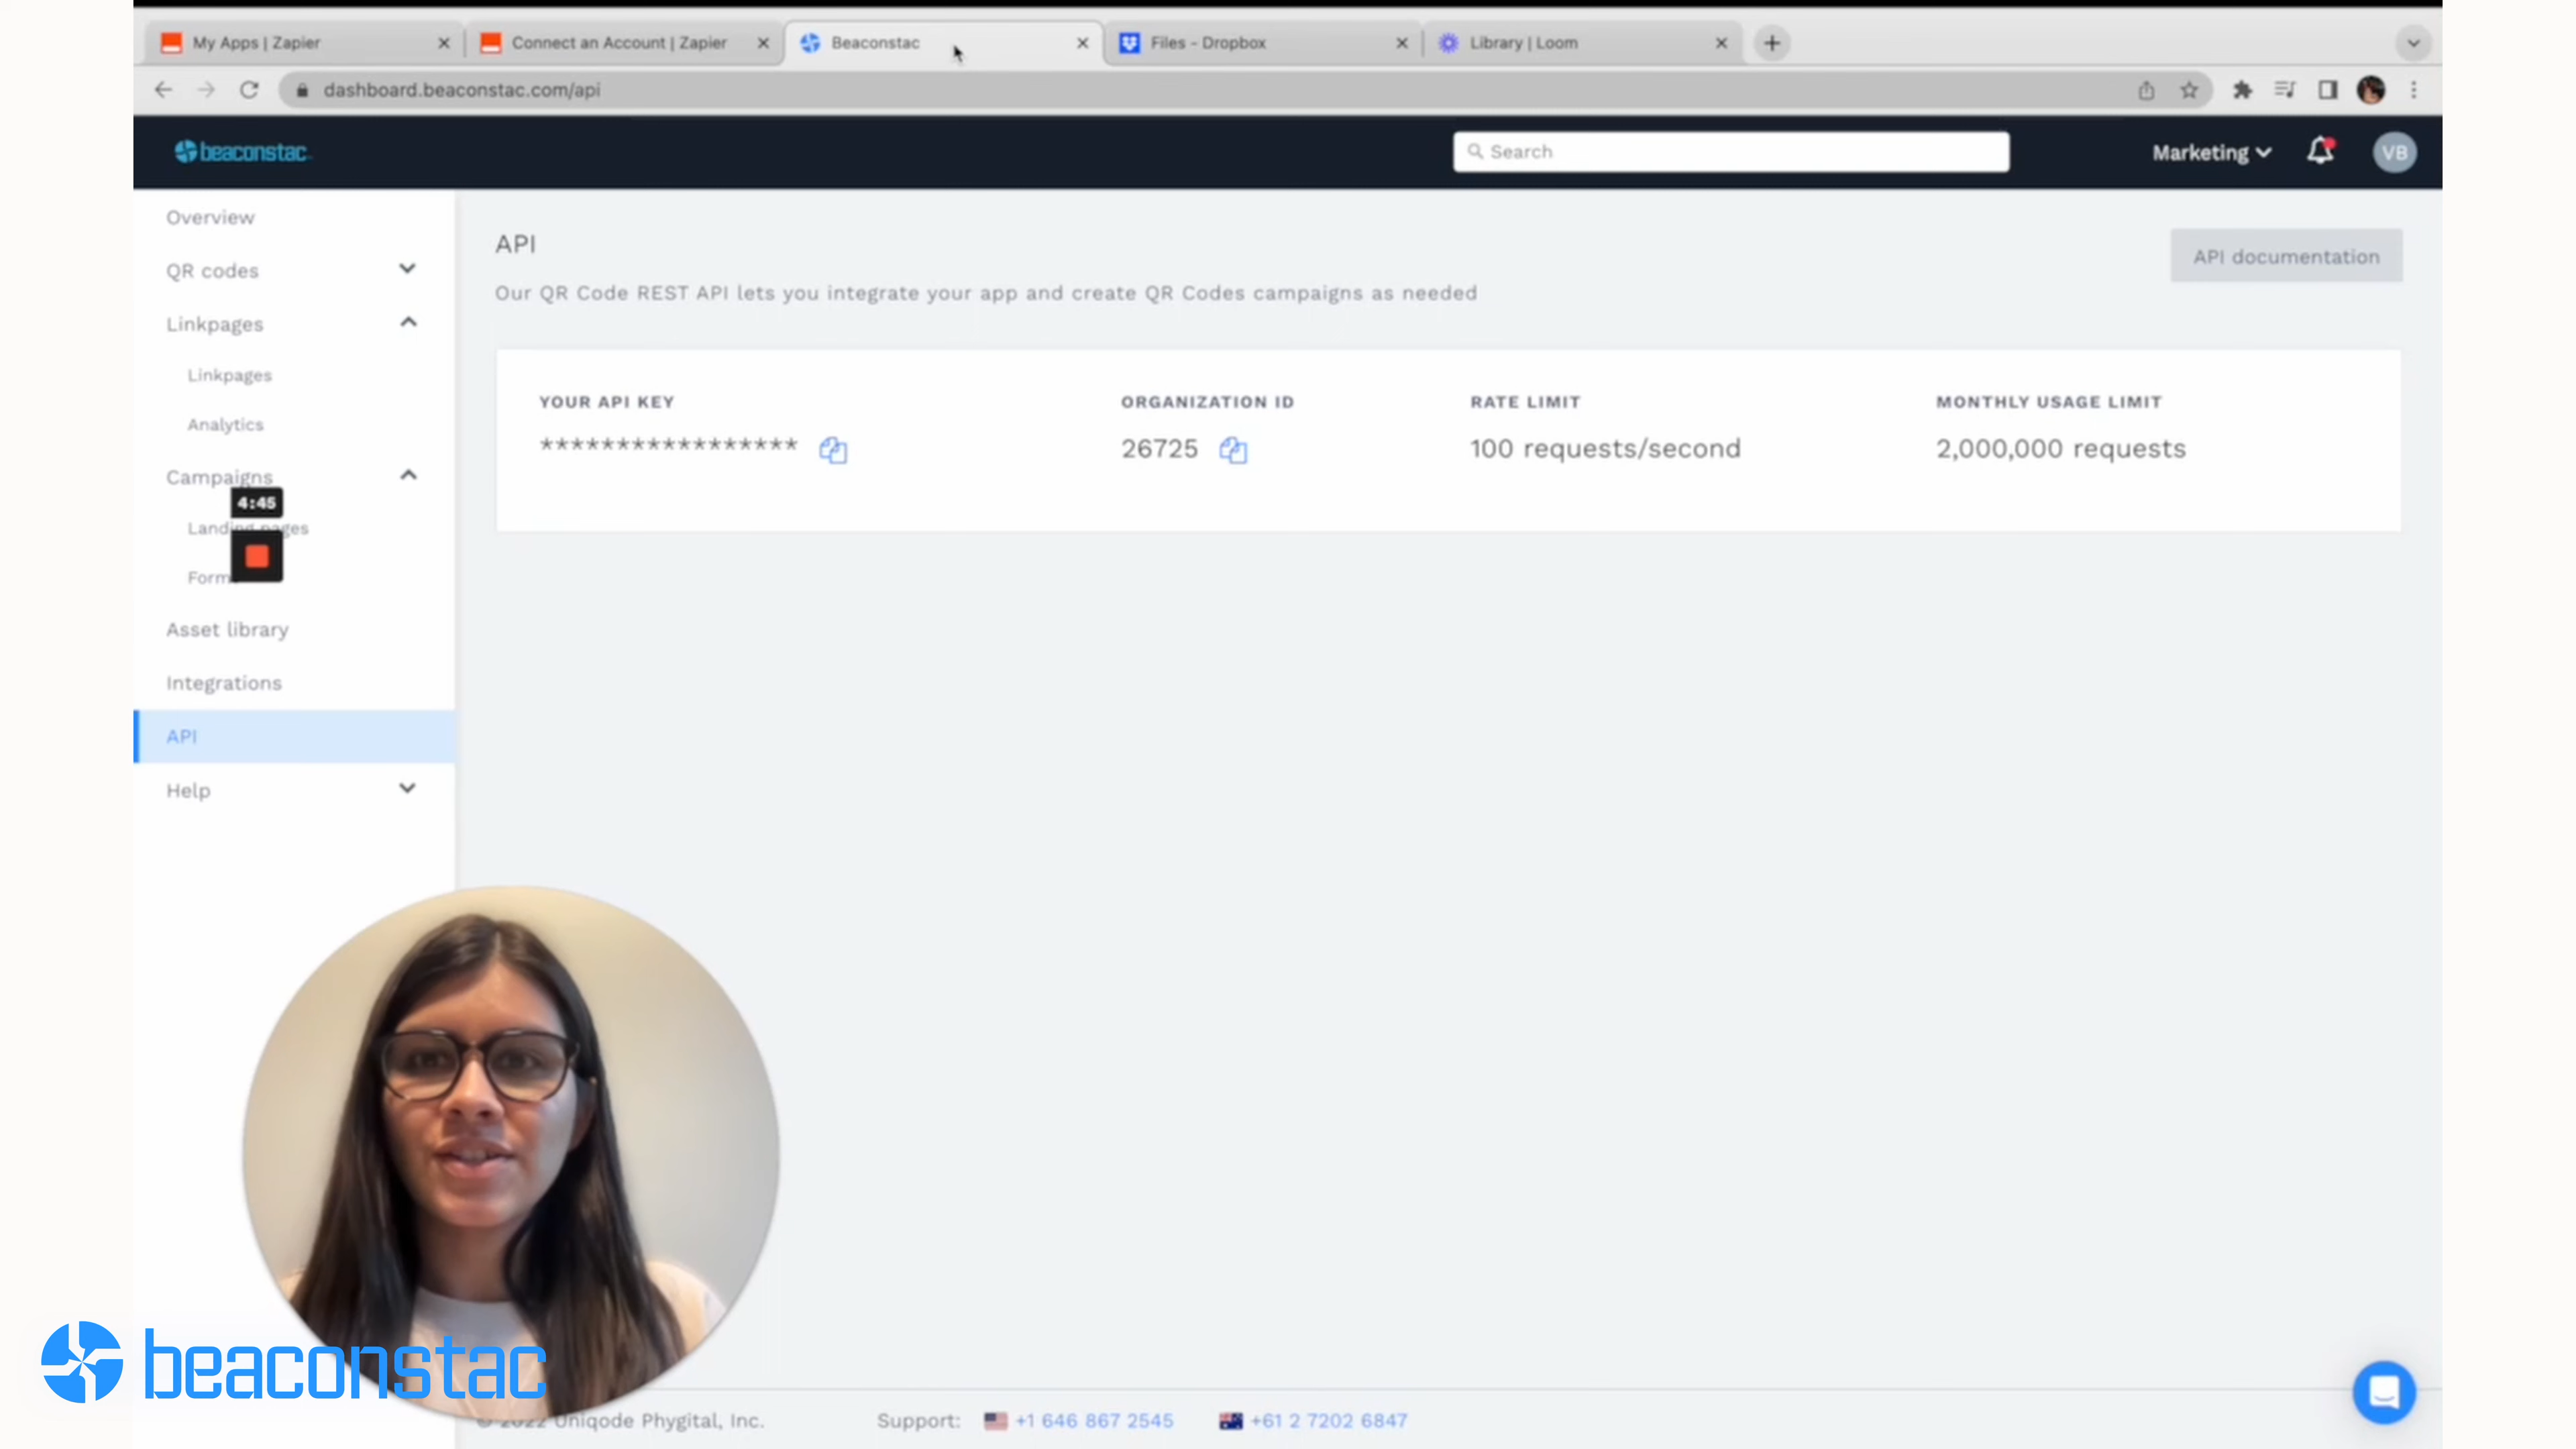 My Apps | Zapier
Connect an Account | Zapier
Beaconstac
Files - Dropbox
Library | Loom
dashboard.beaconstac.com/api
beaconstac
Search
Marketing
VB
Overview
QR codes
Linkpages
Linkpages
Analytics
Campaigns
4:45
Landing pages
Form
Asset library
Integrations
API
Help
API
API documentation
Our QR Code REST API lets you integrate your app and create QR Codes campaigns as needed
YOUR API KEY
*****************
ORGANIZATION ID
26725
RATE LIMIT
100 requests/second
MONTHLY USAGE LIMIT
2,000,000 requests
beaconstac
© 2022 Uniqode Phygital, Inc.
Support:
+1 646 867 2545
+61 2 7202 6847